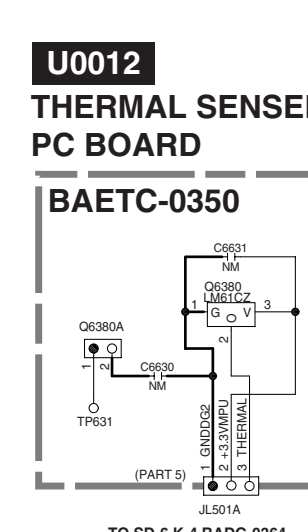 U0012
THERMAL SENSE
PC BOARD
BAETC-0350
C6631
NM
Q6380
LM61CZ
1 G V 3
O
2
Q6380A
1 2
C6630
NM
TP631
1 GNDDG2
2 +3.3VMPU
3 THERMAL
(PART 5)
JL501A